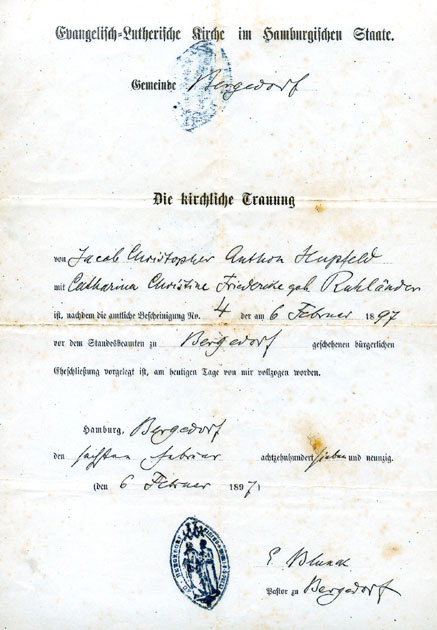 Evangelisch-Lutherische Kirche im Hamburgischen Staate.
Gemeinde Bergedorf
Die kirchliche Trauung
von Jacob Christopher Anthon Hupfeld
mit Catharina Christine Friedericke geb Ruhländer
ist, nachdem die amtliche Bescheinigung No. 4 der am 6 Februar 1897
vor dem Standesbeamten zu Bergedorf geschehenen bürgerlichen
Eheschließung vorgelegt ist, am heutigen Tage von mir vollzogen worden.
Hamburg, Bergedorf
den sechsten Februar achtzehnhundert sieben und neunzig.
(den 6 Februar 1897)
E Blunck
Pastor zu Bergedorf